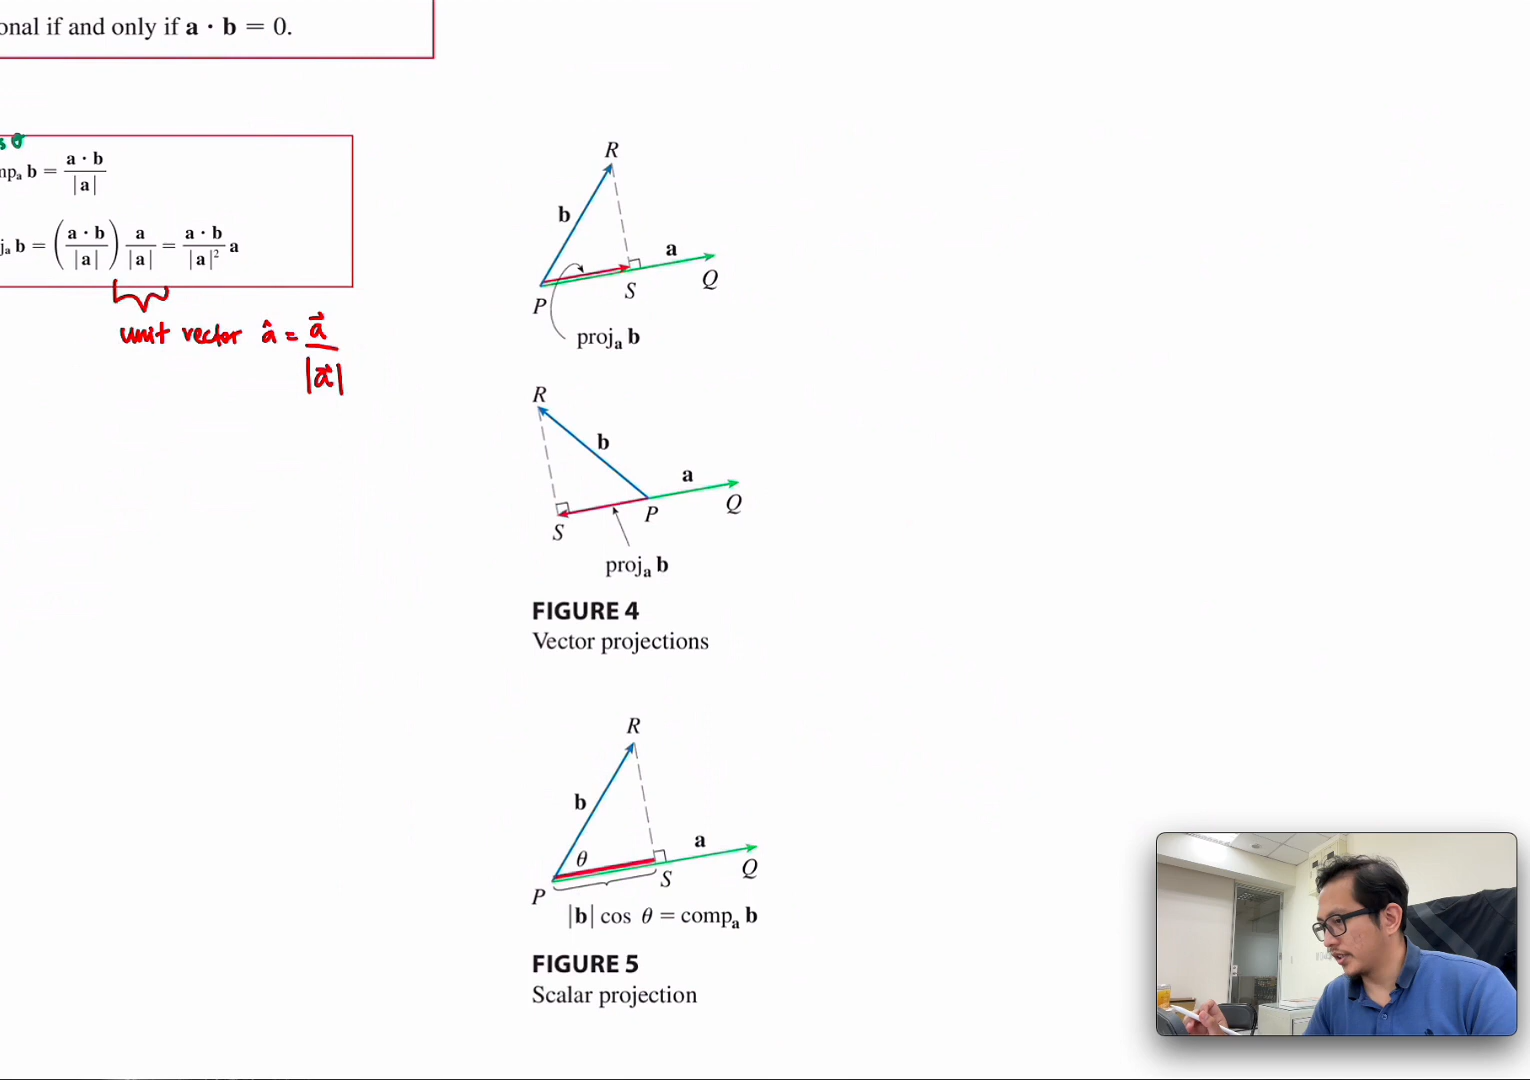 onal if and only if a · b = 0.
s θ
mpₐ b = a · b / |a|
jₐ b = (a · b / |a|) a / |a| = a · b / |a|² a
unit vector â = a⃗ / |a⃗|
R
b
a
P
S
Q
projₐ b
R
b
a
S
P
Q
projₐ b
FIGURE 4
Vector projections
R
b
θ
a
P
S
Q
|b| cos θ = compₐ b
FIGURE 5
Scalar projection